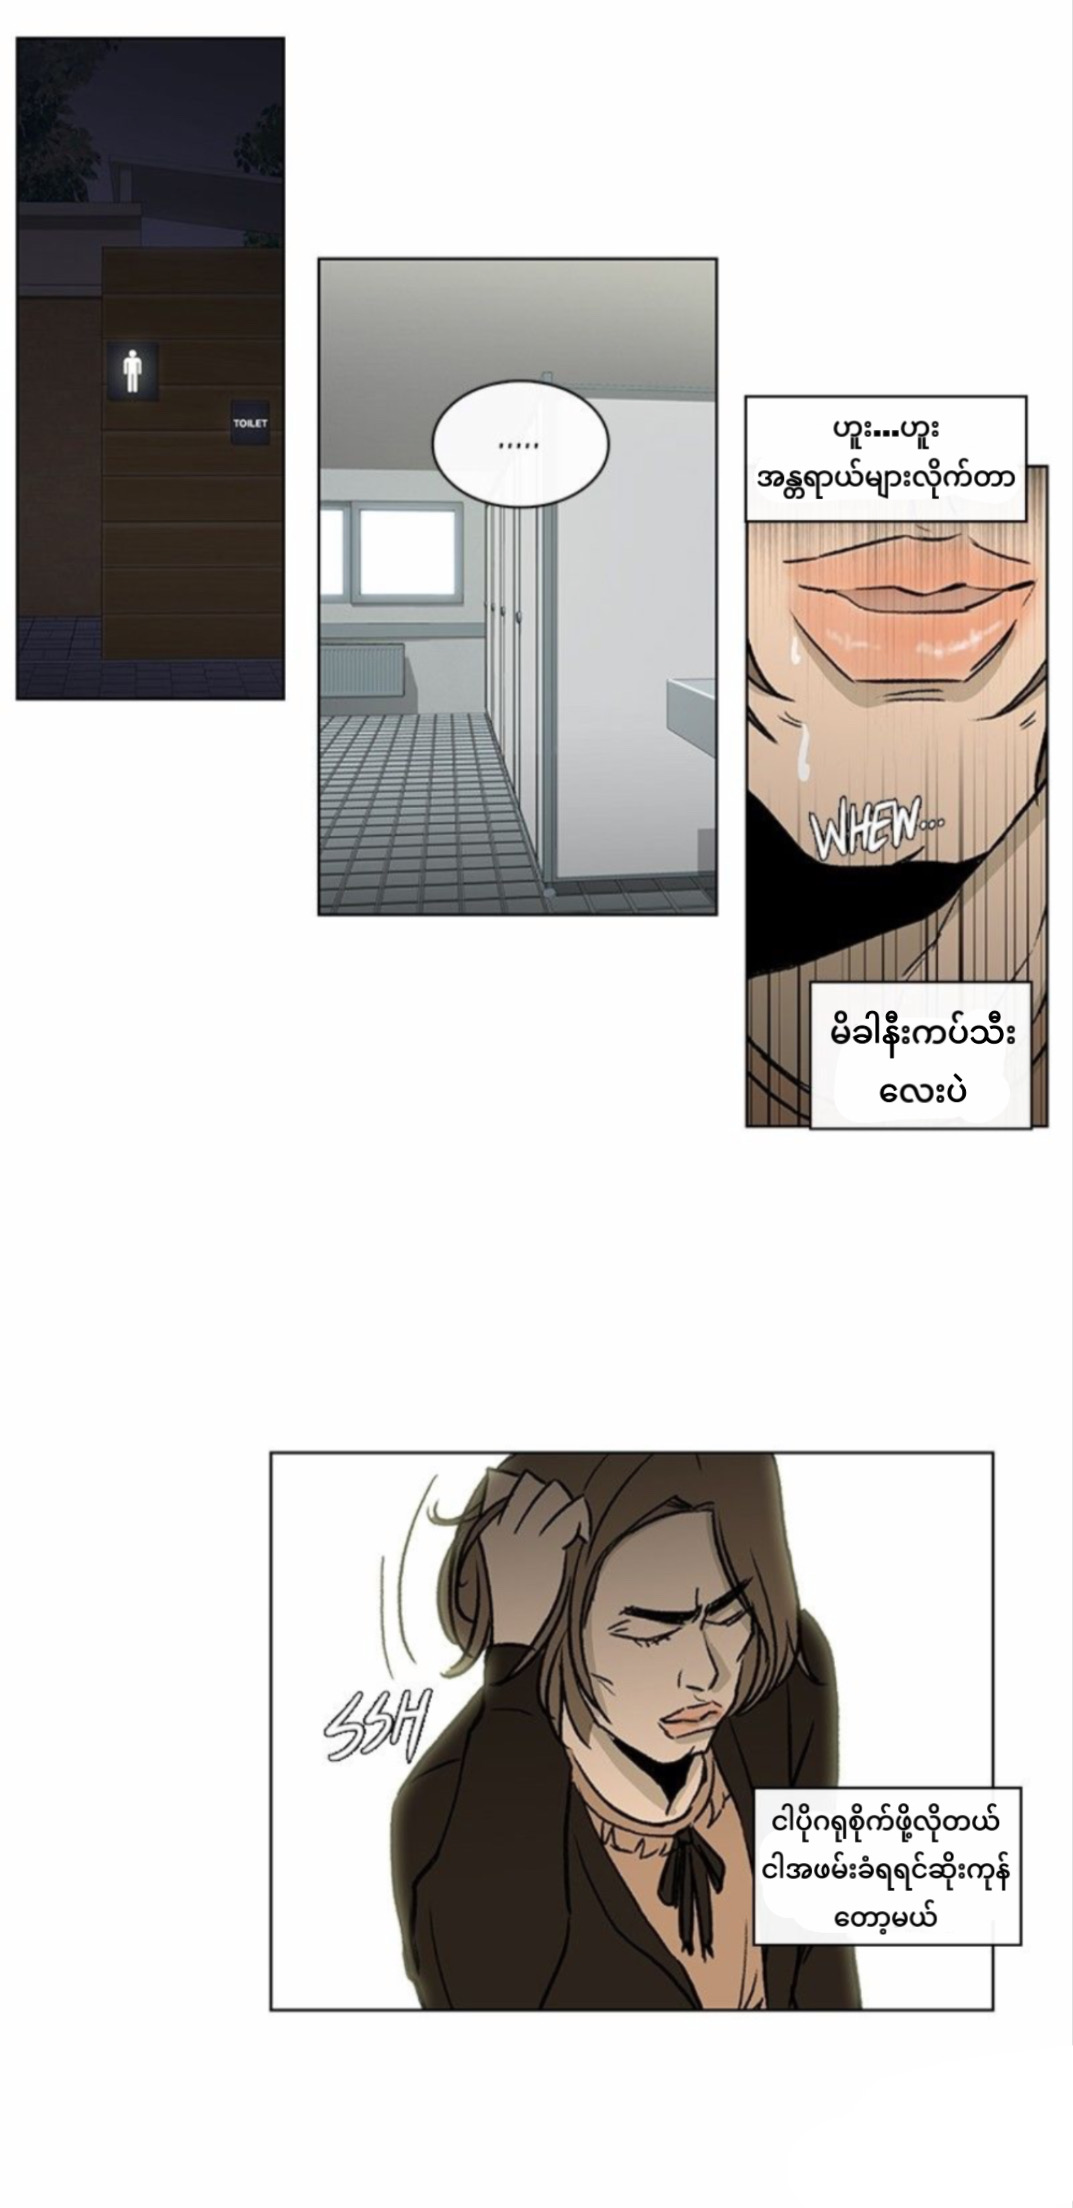 TOILET
.....
ဟူး...ဟူး
အန္တရာယ်များလိုက်တာ
WHEW...
မိခါနီးကပ်သီး
လေးပဲ
SSH
ငါပိုဂရုစိုက်ဖို့လိုတယ်
ငါအဖမ်းခံရရင်ဆိုးကုန်
တော့မယ်